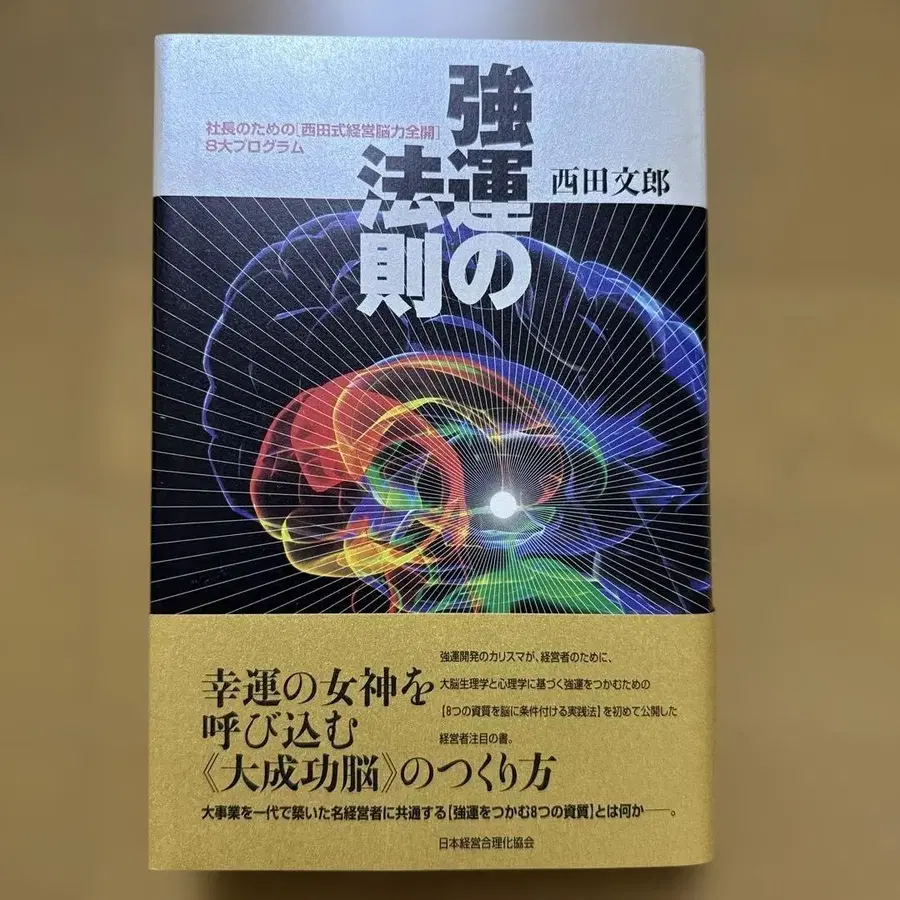 強運の
法則
社長のための[西田式経営脳力全開]
8大プログラム
西田文郎
幸運の女神を
呼び込む
《大成功脳》のつくり方
強運開発のカリスマが、経営者のために、
大脳生理学と心理学に基づく強運をつかむための
【8つの資質を脳に条件付ける実践法】を初めて公開した
経営者注目の書。
大事業を一代で築いた名経営者に共通する【強運をつかむ8つの資質】とは何か──。
日本経営合理化協会